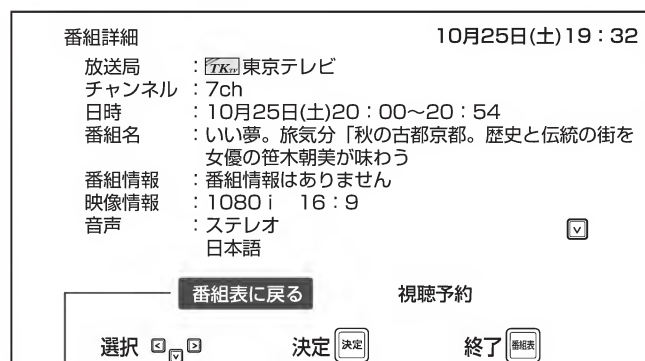 番組詳細 10月25日(土)19：32
放送局 ：TKTV 東京テレビ
チャンネル ：7ch
日時 ：10月25日(土)20：00～20：54
番組名 ：いい夢。旅気分「秋の古都京都。歴史と伝統の街を
女優の笹木朝美が味わう
番組情報 ：番組情報はありません
映像情報 ：1080ｉ 16：9
音声 ：ステレオ
日本語
番組表に戻る 視聴予約
選択 決定 決定 終了 番組表